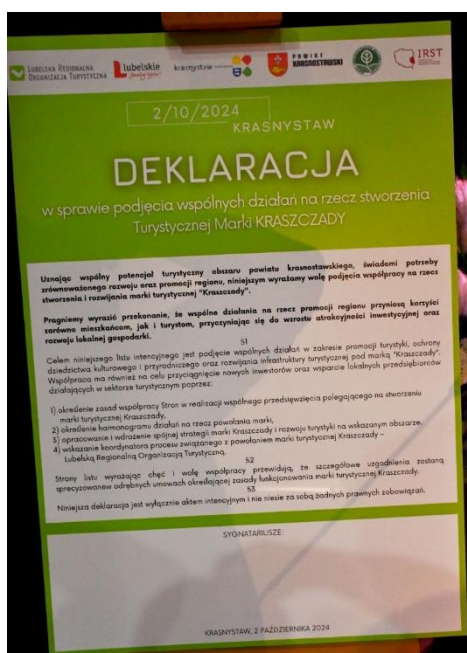 LUBELSKA REGIONALNA
ORGANIZACJA TURYSTYCZNA
lubelskie
krasnystaw
POWIAT
KRASNOSTAWSKI
IRST
2/10/2024
KRASNYSTAW
DEKLARACJA
w sprawie podjęcia wspólnych działań na rzecz stworzenia
Turystycznej Marki KRASZCZADY
Uznając wspólny potencjał turystyczny obszaru powiatu krasnostawskiego, świadomi potrzeby
zrównoważonego rozwoju oraz promocji regionu, niniejszym wyrażamy wolę podjęcia współpracy na rzecz
stworzenia i rozwijania marki turystycznej "Kraszczady".
Pragniemy wyrazić przekonanie, że wspólne działania na rzecz promocji regionu przyniosą korzyści
zarówno mieszkańcom, jak i turystom, przyczyniając się do wzrostu atrakcyjności inwestycyjnej oraz
rozwoju lokalnej gospodarki.
§1
Celem niniejszego listu intencyjnego jest podjęcie wspólnych działań w zakresie promocji turystyki, ochrony
dziedzictwa kulturowego i przyrodniczego oraz rozwijania infrastruktury turystycznej pod marką "Kraszczady".
Współpraca ma również na celu przyciągnięcie nowych inwestorów oraz wsparcie lokalnych przedsiębiorców
działających w sektorze turystycznym poprzez:
1) określenie zasad współpracy Stron w realizacji wspólnego przedsięwzięcia polegającego na stworzeniu
marki turystycznej Kraszczady,
2) określenie harmonogramu działań na rzecz powołania marki,
3) opracowanie i wdrożenie spójnej strategii marki Kraszczady i rozwoju turystyki na wskazanym obszarze,
4) wskazanie koordynatora procesu związanego z powołaniem marki turystycznej Kraszczady –
Lubelską Regionalną Organizacją Turystyczną.
§2
Strony listu wyrażając chęć i wolę współpracy przewidują, że szczegółowe uzgodnienia zostaną
sprecyzowanew odrębnych umowach określającej zasady funkcjonowania marki turystycznej Kraszczady.
§3
Niniejsza deklaracja jest wyłącznie aktem intencyjnym i nie niesie za sobą żadnych prawnych zobowiązań.
SYGNATARIUSZE:
KRASNYSTAW, 2 PAŹDZIERNIKA 2024